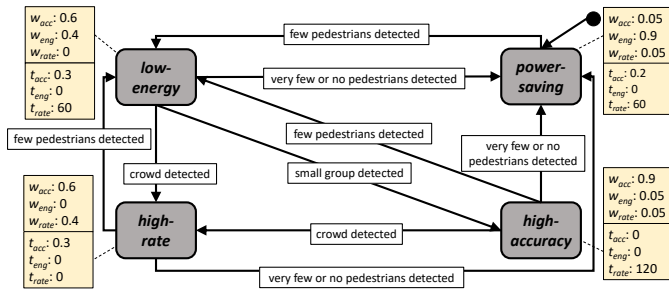 w_acc: 0.6
w_eng: 0.4
w_rate: 0
t_acc: 0.3
t_eng: 0
t_rate: 60
low-
energy
few pedestrians detected
very few or no pedestrians detected
power-
saving
w_acc: 0.05
w_eng: 0.9
w_rate: 0.05
t_acc: 0.2
t_eng: 0
t_rate: 60
few pedestrians detected
few pedestrians detected
very few or no
pedestrians detected
crowd detected
small group detected
w_acc: 0.6
w_eng: 0
w_rate: 0.4
t_acc: 0.3
t_eng: 0
t_rate: 0
high-
rate
crowd detected
high-
accuracy
w_acc: 0.9
w_eng: 0.05
w_rate: 0.05
t_acc: 0
t_eng: 0
t_rate: 120
very few or no pedestrians detected